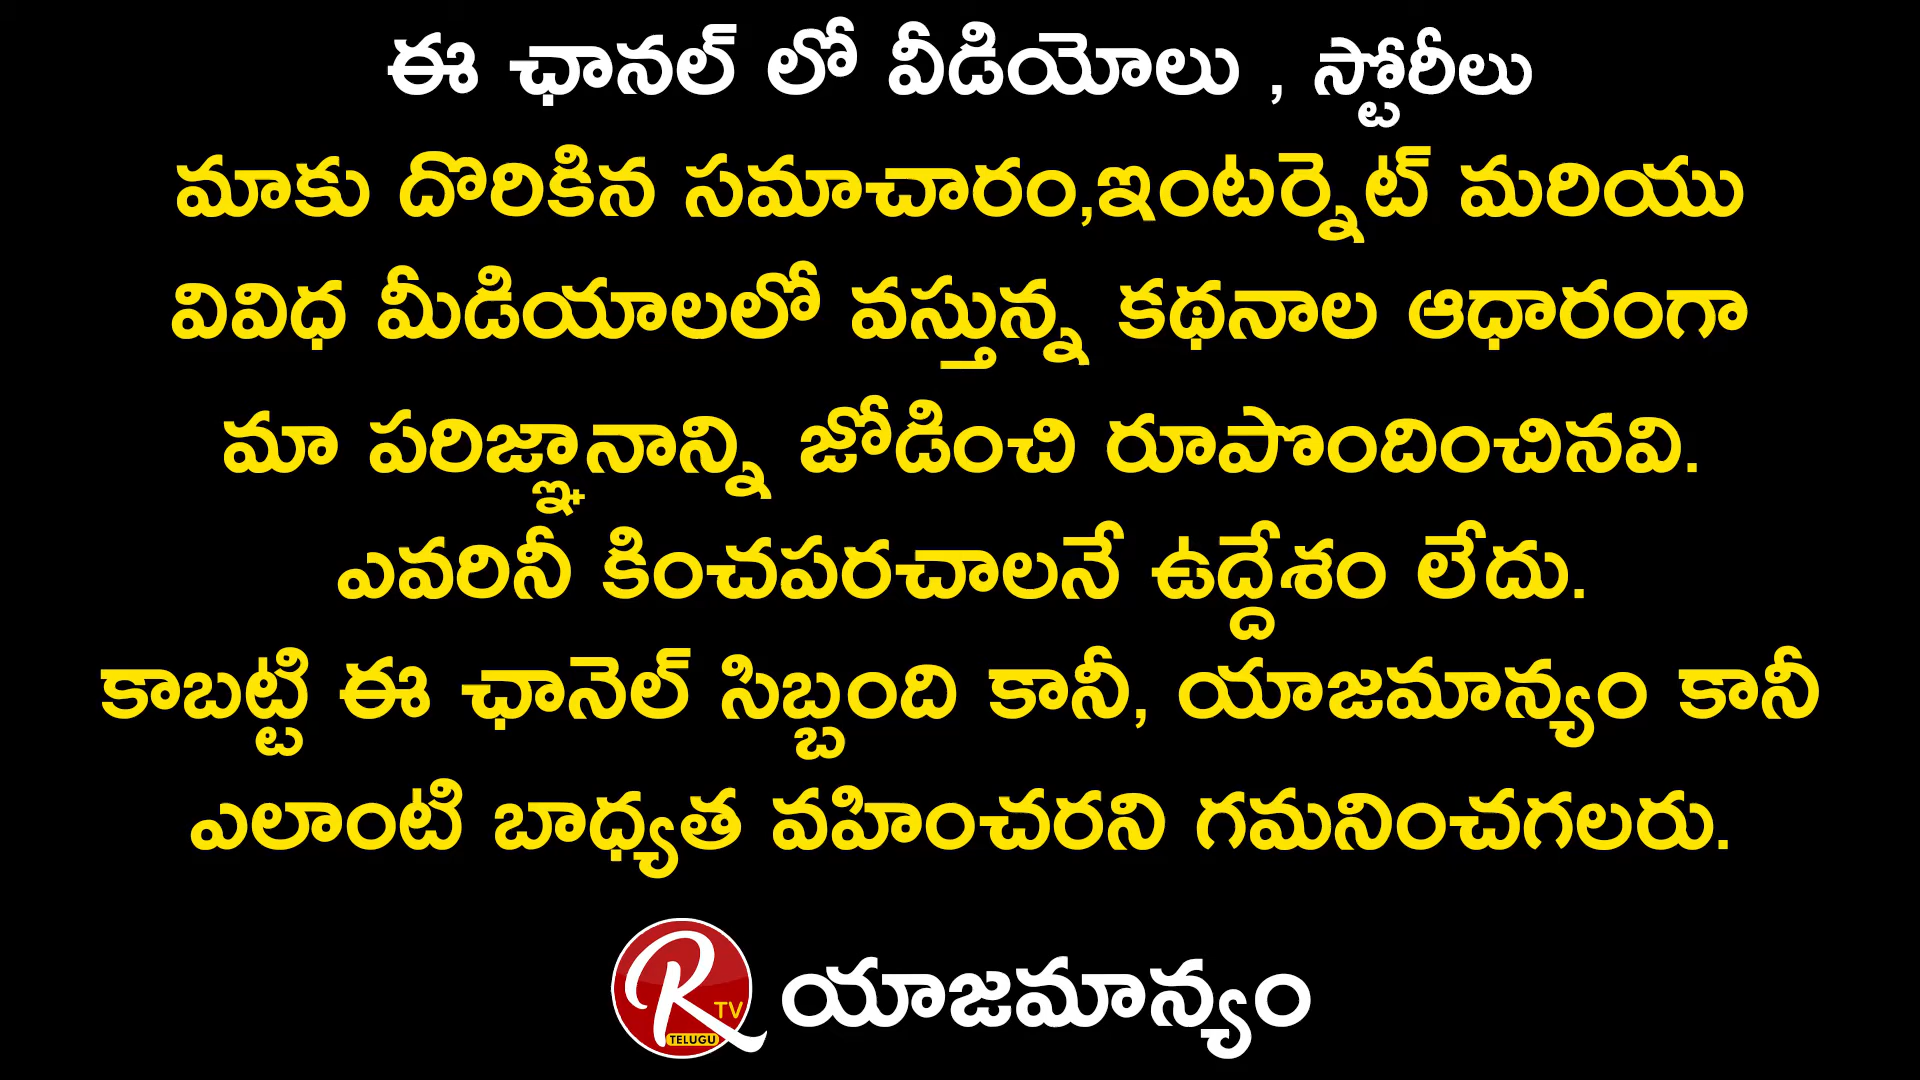 ఈ ఛానల్ లో వీడియోలు , స్టోరీలు
మాకు దొరికిన సమాచారం,ఇంటర్నెట్ మరియు
వివిధ మీడియాలలో వస్తున్న కథనాల ఆధారంగా
మా పరిజ్ఞానాన్ని జోడించి రూపొందించినవి.
ఎవరినీ కించపరచాలనే ఉద్దేశం లేదు.
కాబట్టి ఈ ఛానెల్ సిబ్బంది కానీ, యాజమాన్యం కానీ
ఎలాంటి బాధ్యత వహించరని గమనించగలరు.
R TV TELUGU యాజమాన్యం